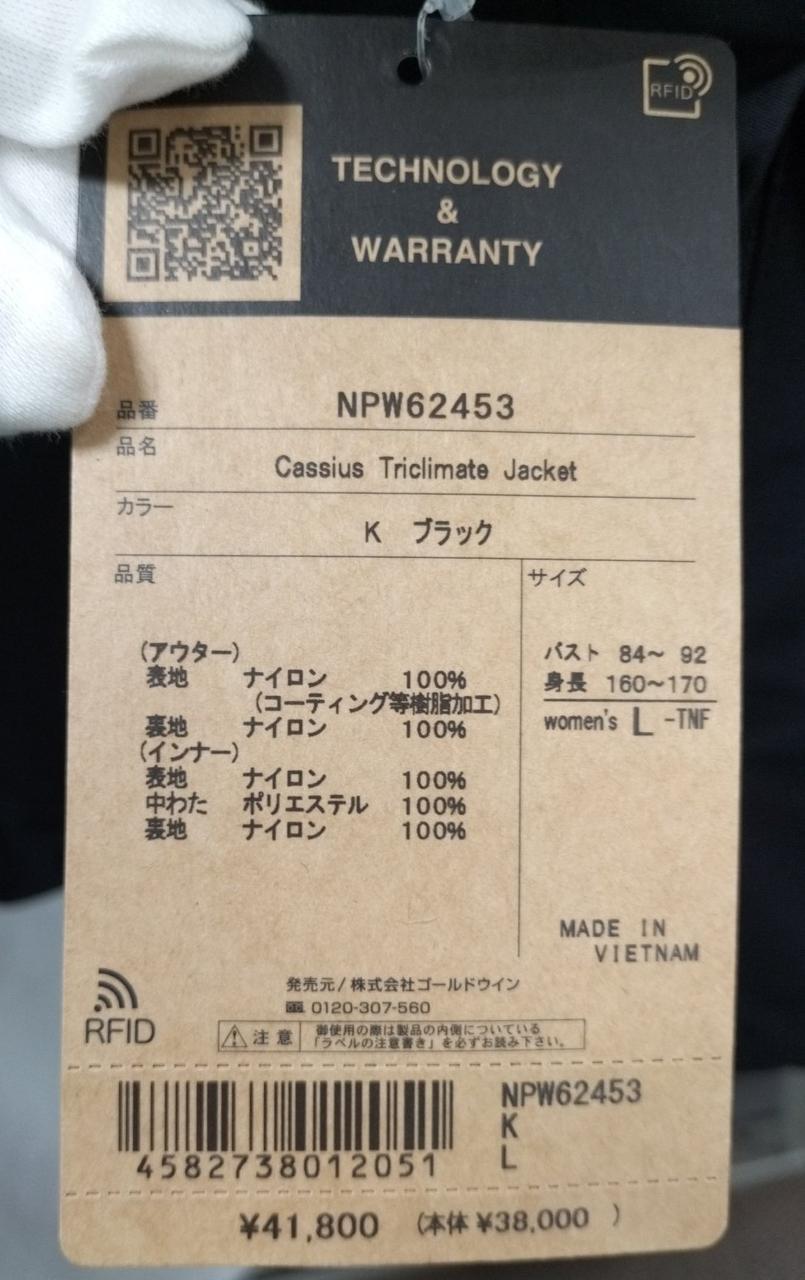 RFID
TECHNOLOGY
&
WARRANTY
品番 NPW62453
品名
Cassius Triclimate Jacket
カラー
K ブラック
品質
(アウター)
表地 ナイロン 100%
(コーティング等樹脂加工)
裏地 ナイロン 100%
(インナー)
表地 ナイロン 100%
中わた ポリエステル 100%
裏地 ナイロン 100%
サイズ
バスト 84~ 92
身長 160~170
women's L -TNF
MADE IN
VIETNAM
RFID
発売元/株式会社ゴールドウイン
0120-307-560
注意
御使用の際は製品の内側についている
「ラベルの注意書き」を必ずお読み下さい。
4582738012051
NPW62453
K
L
¥41,800 (本体 ¥38,000 )